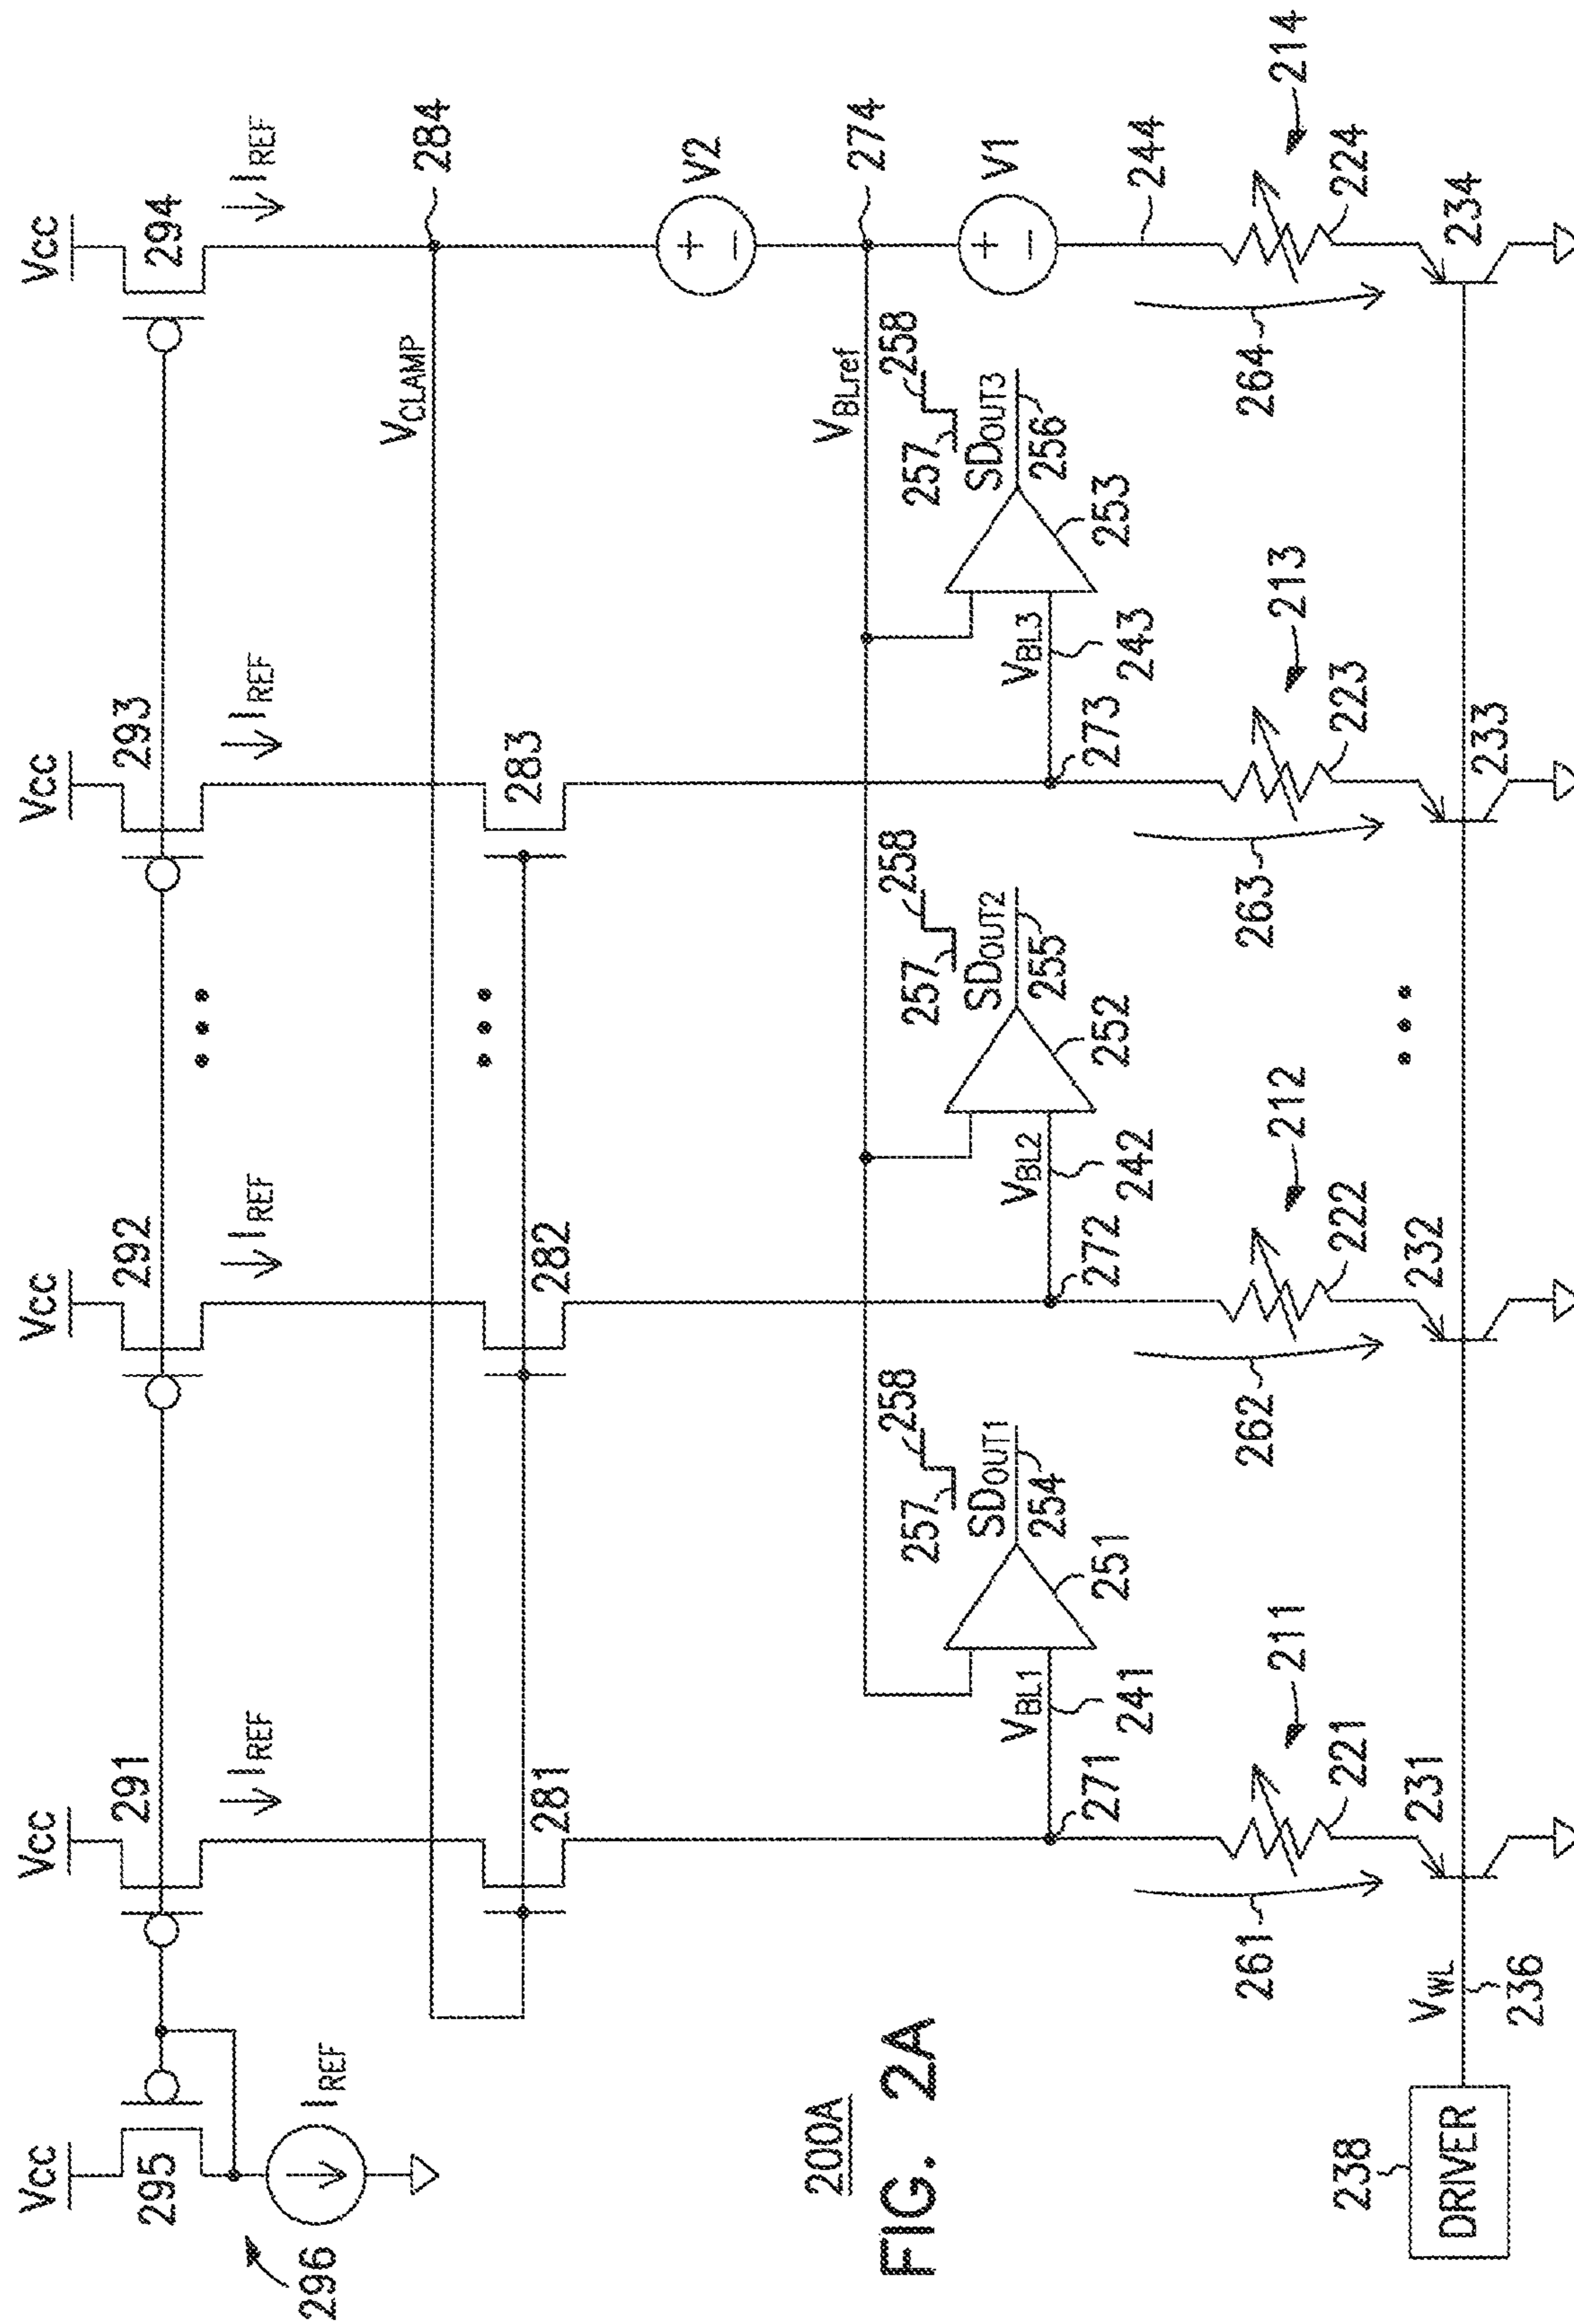 Vcc
Vcc
Vcc
Vcc
Vcc
295
291
292
293
294
296
IREF
IREF
IREF
IREF
IREF
VCLAMP
284
281
282
283
V2
VBLref
274
257
258
257
258
257
258
SDOUT1
254
SDOUT2
255
SDOUT3
256
V1
251
252
253
VBL1
241
VBL2
242
VBL3
243
244
271
272
273
261
211
262
212
263
213
264
214
221
222
223
224
231
232
233
234
VWL
236
238
DRIVER
200A
FIG. 2A